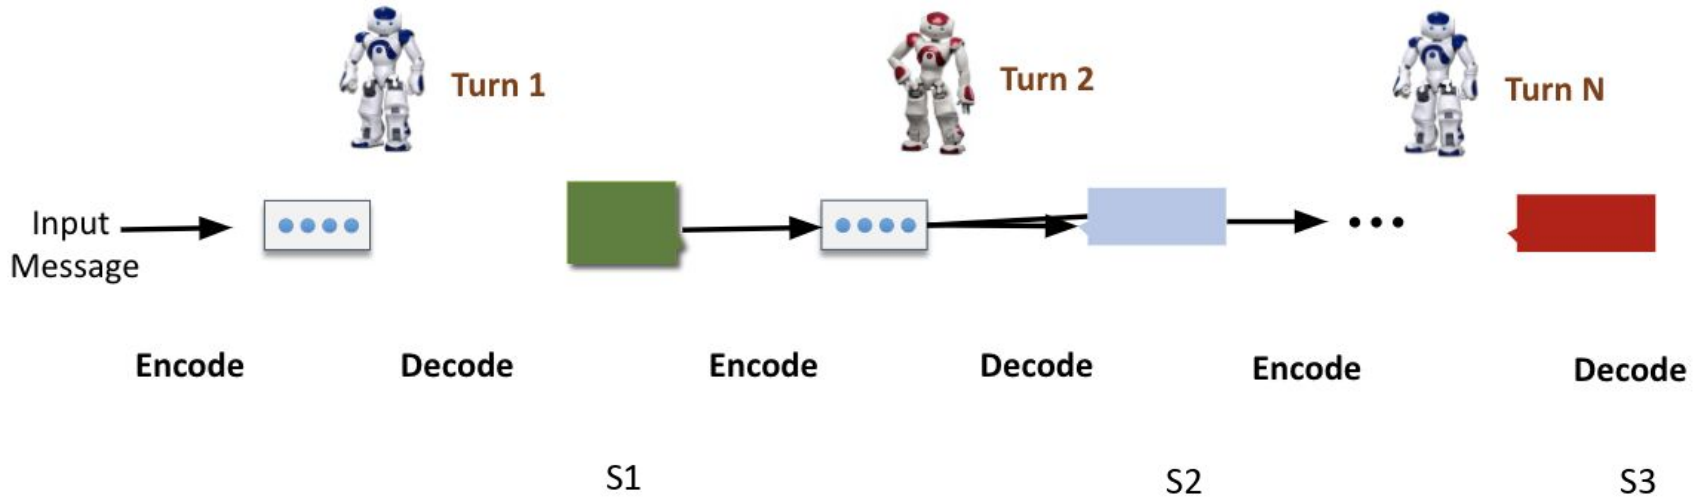 Turn 1
Turn 2
Turn N
Input
Message
Encode
Decode
Encode
Decode
Encode
Decode
S1
S2
S3